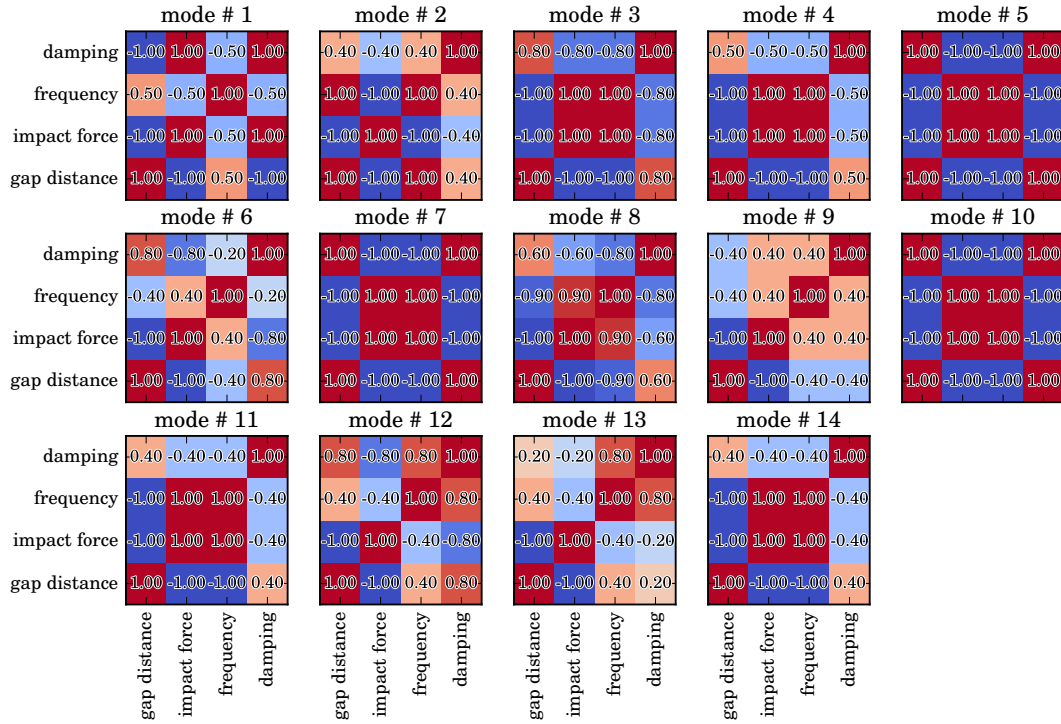 mode # 1 mode # 2 mode # 3 mode # 4 mode # 5
damping -1.00 1.00 -0.50 1.00 0.40 -0.40 0.40 1.00 0.80 -0.80 -0.80 1.00 0.50 -0.50 -0.50 1.00 1.00 -1.00 -1.00 1.00
frequency 0.50 -0.50 1.00 -0.50 1.00 -1.00 1.00 0.40 -1.00 1.00 1.00 -0.80 -1.00 1.00 1.00 -0.50 -1.00 1.00 1.00 -1.00
impact force -1.00 1.00 -0.50 1.00 -1.00 1.00 -1.00 -0.40 -1.00 1.00 1.00 -0.80 -1.00 1.00 1.00 -0.50 -1.00 1.00 1.00 -1.00
gap distance 1.00 -1.00 0.50 -1.00 1.00 -1.00 1.00 0.40 1.00 -1.00 -1.00 0.80 1.00 -1.00 -1.00 0.50 1.00 -1.00 -1.00 1.00
mode # 6 mode # 7 mode # 8 mode # 9 mode # 10
damping 0.80 -0.80 -0.20 1.00 1.00 -1.00 -1.00 1.00 0.60 -0.60 -0.80 1.00 -0.40 0.40 0.40 1.00 1.00 -1.00 -1.00 1.00
frequency -0.40 0.40 1.00 -0.20 -1.00 1.00 1.00 -1.00 -0.90 0.90 1.00 -0.80 -0.40 0.40 1.00 0.40 -1.00 1.00 1.00 -1.00
impact force -1.00 1.00 0.40 -0.80 -1.00 1.00 1.00 -1.00 -1.00 1.00 0.90 -0.60 -1.00 1.00 0.40 0.40 -1.00 1.00 1.00 -1.00
gap distance 1.00 -1.00 -0.40 0.80 1.00 -1.00 -1.00 1.00 1.00 -1.00 -0.90 0.60 1.00 -1.00 -0.40 -0.40 1.00 -1.00 -1.00 1.00
mode # 11 mode # 12 mode # 13 mode # 14
damping 0.40 -0.40 -0.40 1.00 0.80 -0.80 0.80 1.00 0.20 -0.20 0.80 1.00 0.40 -0.40 -0.40 1.00
frequency -1.00 1.00 1.00 -0.40 0.40 -0.40 1.00 0.80 0.40 -0.40 1.00 0.80 -1.00 1.00 1.00 -0.40
impact force -1.00 1.00 1.00 -0.40 -1.00 1.00 -0.40 -0.80 -1.00 1.00 -0.40 -0.20 -1.00 1.00 1.00 -0.40
gap distance 1.00 -1.00 -1.00 0.40 1.00 -1.00 0.40 0.80 1.00 -1.00 0.40 0.20 1.00 -1.00 -1.00 0.40
gap distance impact force frequency damping gap distance impact force frequency damping gap distance impact force frequency damping gap distance impact force frequency damping